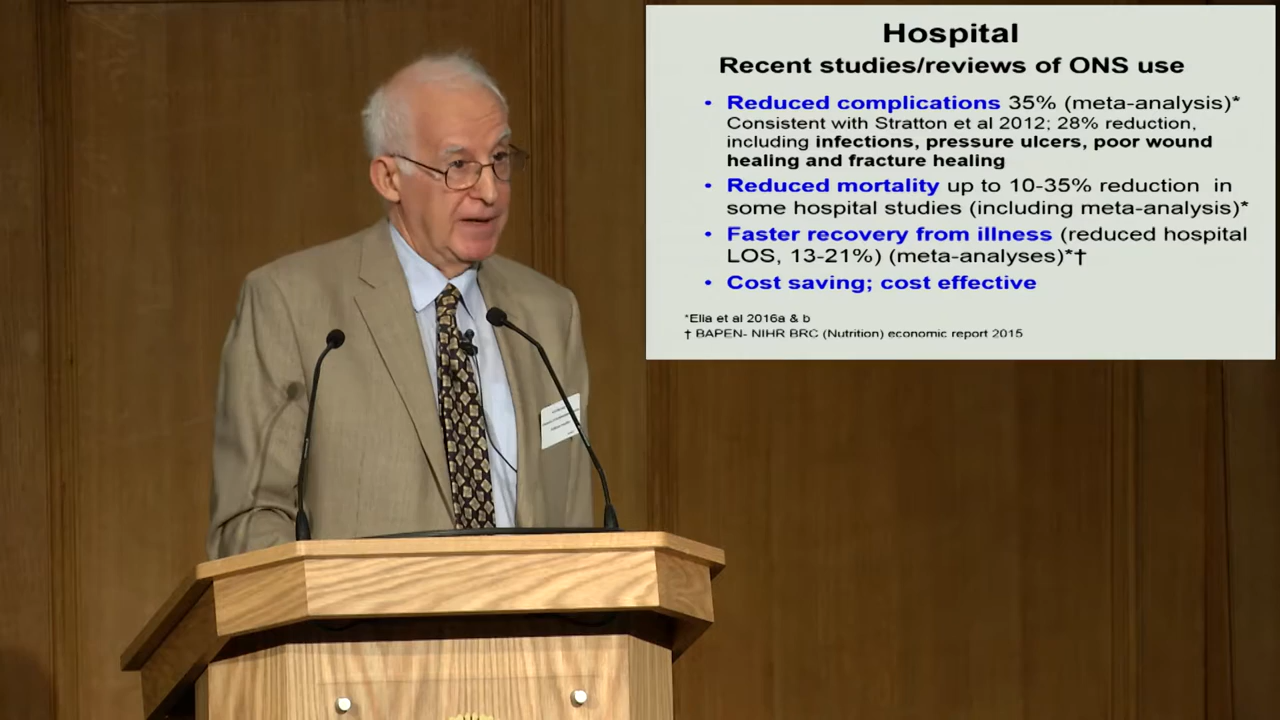 Hospital
Recent studies/reviews of ONS use
• Reduced complications 35% (meta-analysis)*
Consistent with Stratton et al 2012; 28% reduction,
including infections, pressure ulcers, poor wound
healing and fracture healing
• Reduced mortality up to 10-35% reduction in
some hospital studies (including meta-analysis)*
• Faster recovery from illness (reduced hospital
LOS, 13-21%) (meta-analyses)*†
• Cost saving; cost effective
*Elia et al 2016a & b
† BAPEN- NIHR BRC (Nutrition) economic report 2015